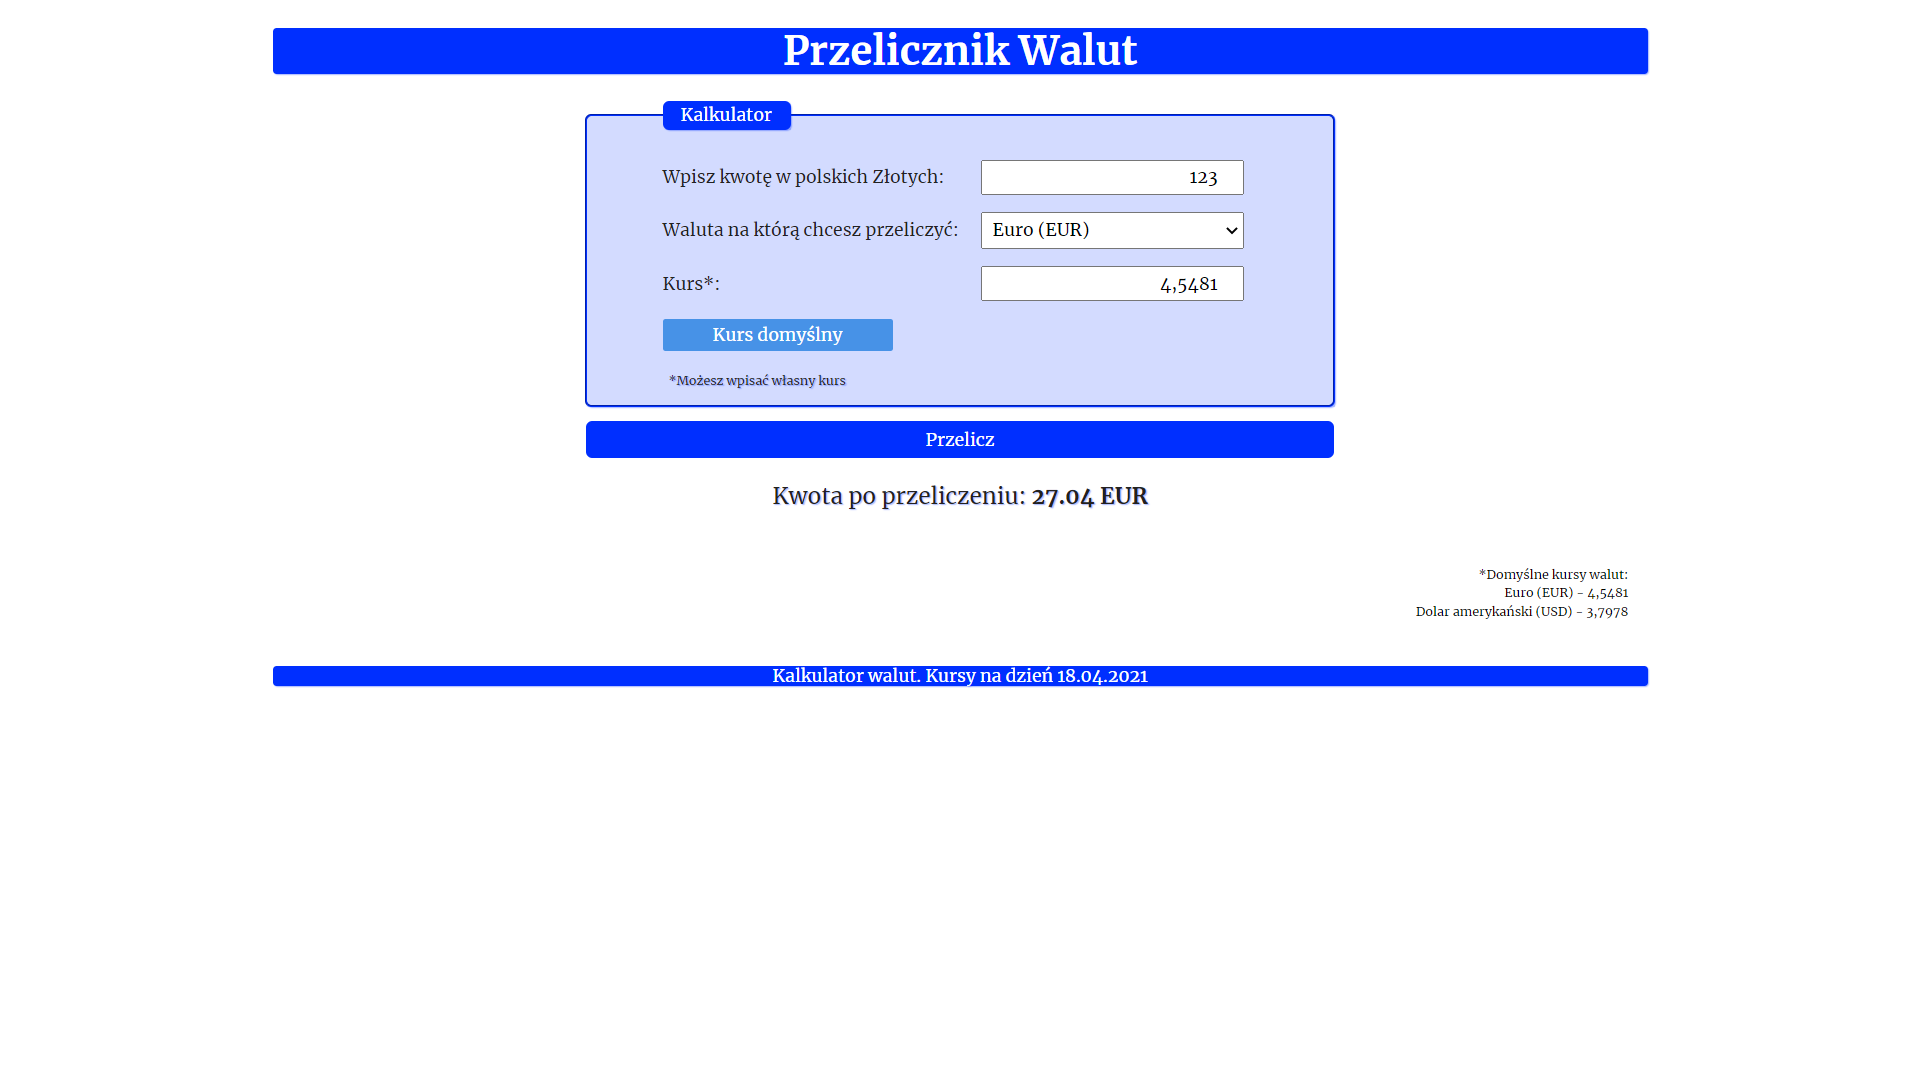 Przelicznik Walut
Kalkulator
Wpisz kwotę w polskich Złotych: 123
Waluta na którą chcesz przeliczyć: Euro (EUR)
Kurs*: 4,5481
Kurs domyślny
*Możesz wpisać własny kurs
Przelicz
Kwota po przeliczeniu: 27.04 EUR
*Domyślne kursy walut:
Euro (EUR) - 4,5481
Dolar amerykański (USD) - 3,7978
Kalkulator walut. Kursy na dzień 18.04.2021